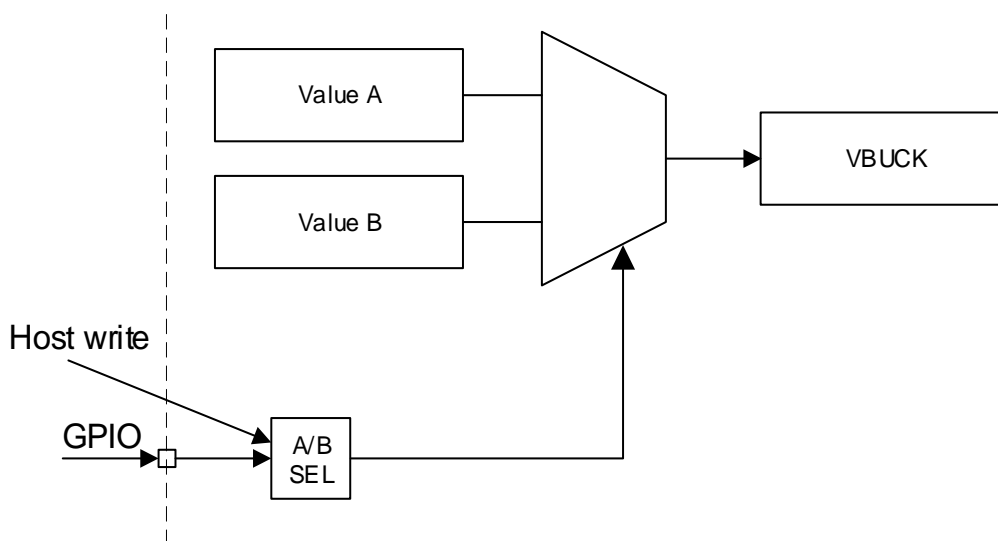 Value A
VBUCK
Value B
Host write
GPIO
A/B
SEL